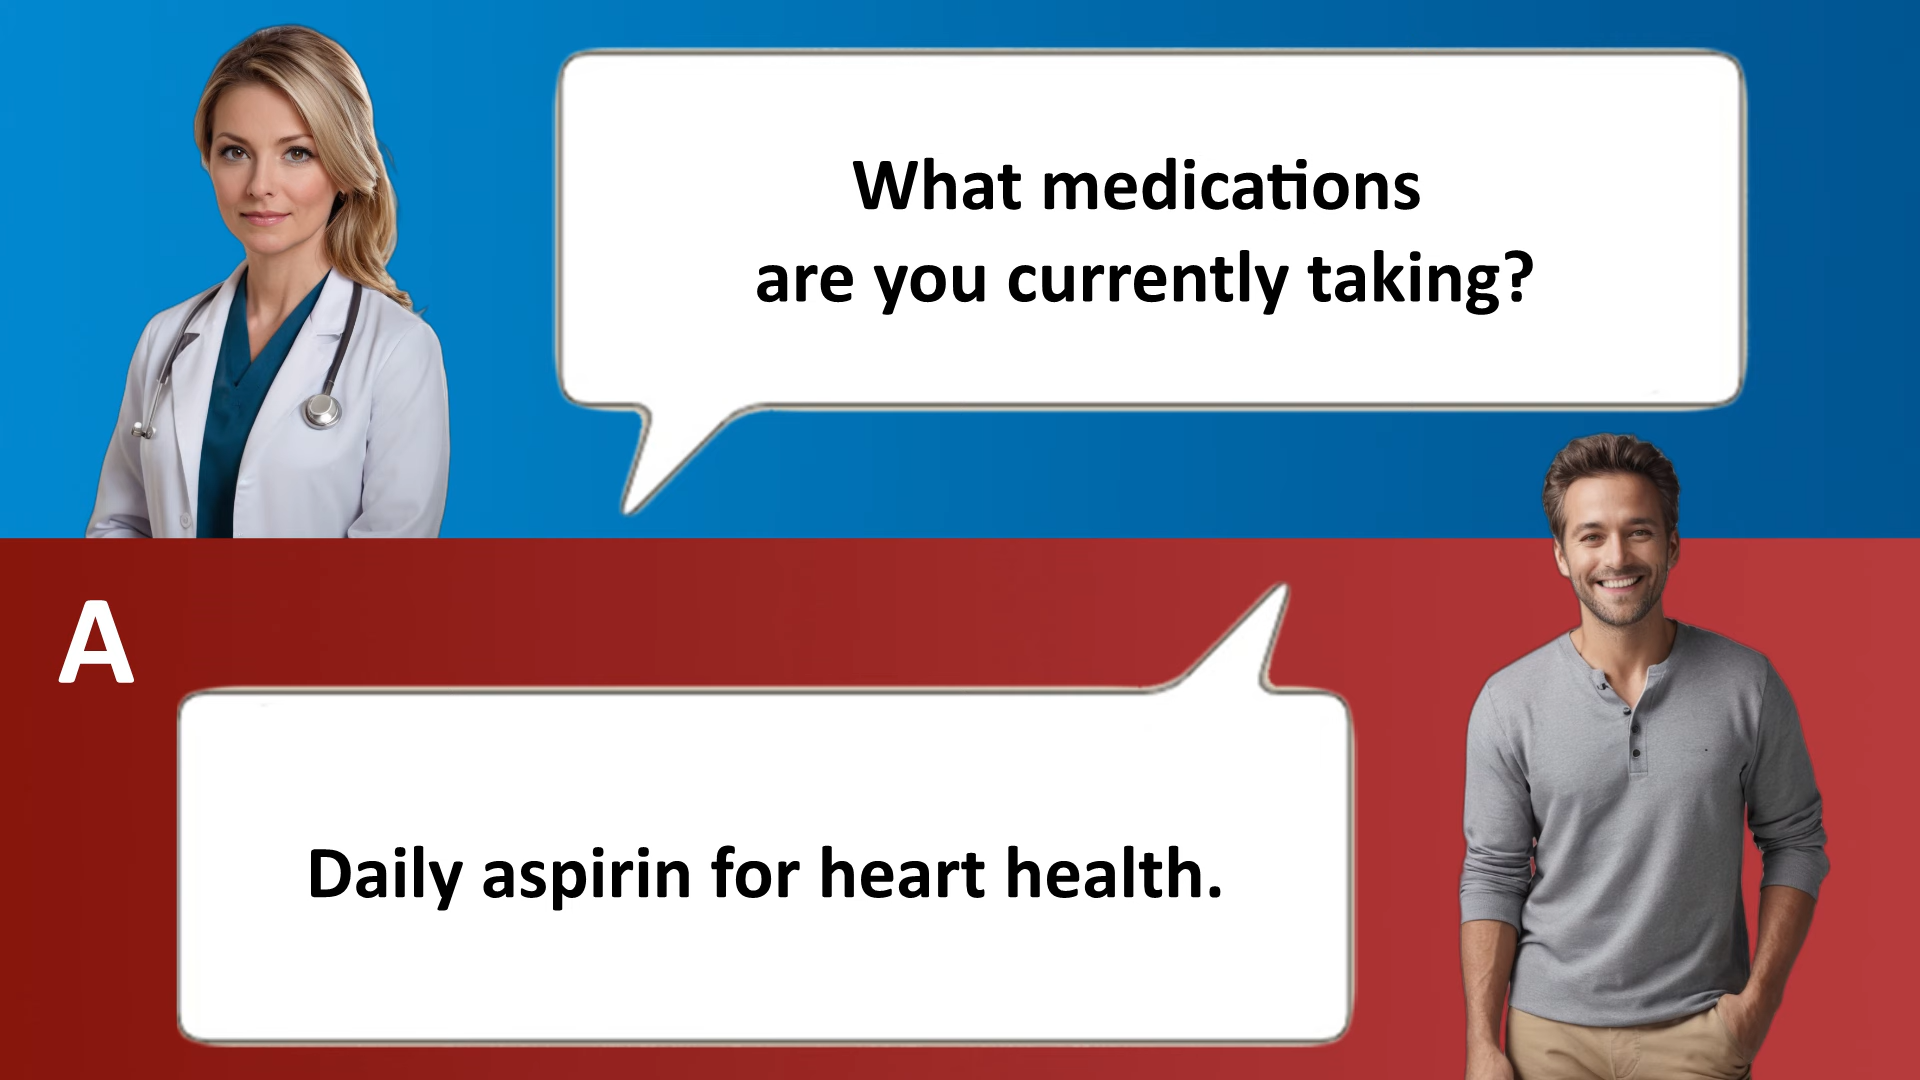 What medications
are you currently taking?
A
Daily aspirin for heart health.